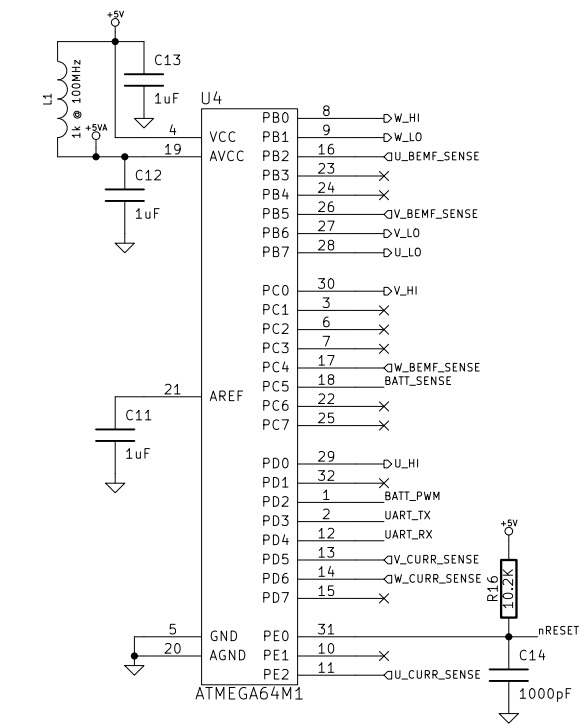 +5V
C13
1uF
L1
1k @ 100MHz
+5VA
C12
1uF
U4
4 VCC
19 AVCC
PB0 8 W_HI
PB1 9 W_LO
PB2 16 U_BEMF_SENSE
PB3 23
PB4 24
PB5 26 V_BEMF_SENSE
PB6 27 V_LO
PB7 28 U_LO
PC0 30 V_HI
PC1 3
PC2 6
PC3 7
PC4 17 W_BEMF_SENSE
PC5 18 BATT_SENSE
21 AREF
PC6 22
PC7 25
C11
1uF
PD0 29 U_HI
PD1 32
PD2 1 BATT_PWM
PD3 2 UART_TX
PD4 12 UART_RX
PD5 13 V_CURR_SENSE
PD6 14 W_CURR_SENSE
PD7 15
+5V
R16
10.2K
5 GND
20 AGND
PE0 31 nRESET
PE1 10
PE2 11 U_CURR_SENSE
C14
1000pF
ATMEGA64M1